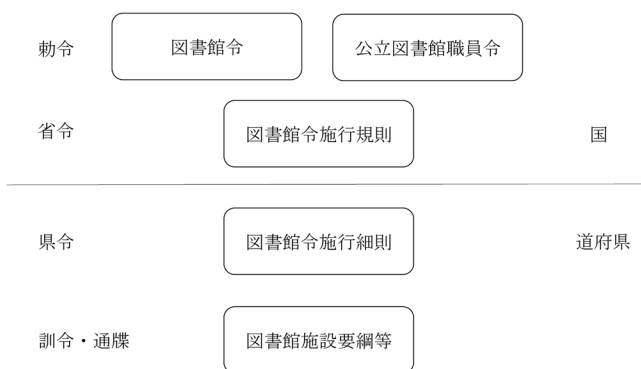 勅令 図書館令 公立図書館職員令
省令 図書館令施行規則 国
県令 図書館令施行細則 道府県
訓令・通牒 図書館施設要綱等